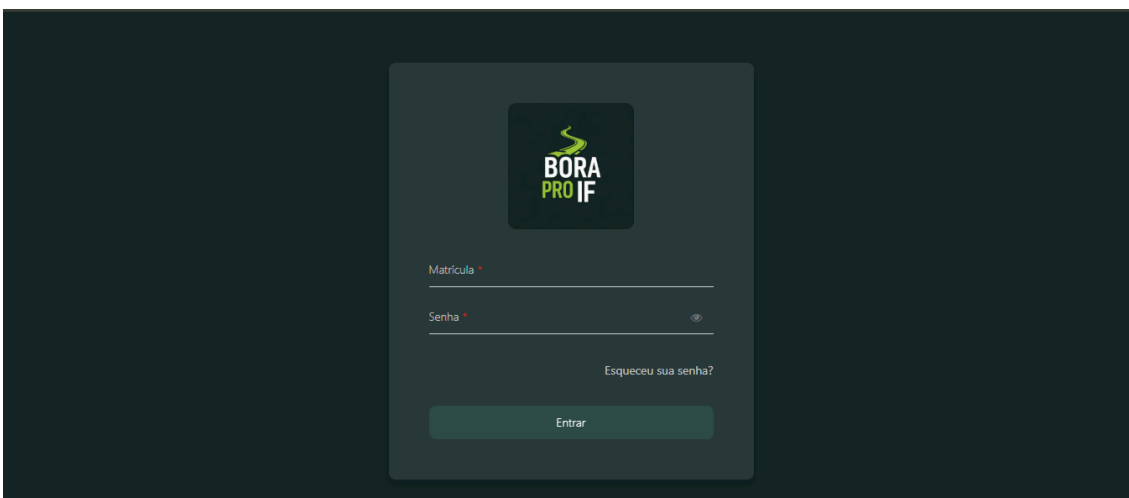 BORA
PRO IF
Matrícula *
Senha *
Esqueceu sua senha?
Entrar